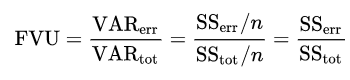 FVU = VAR_err / VAR_tot = (SS_err/n) / (SS_tot/n) = SS_err / SS_tot